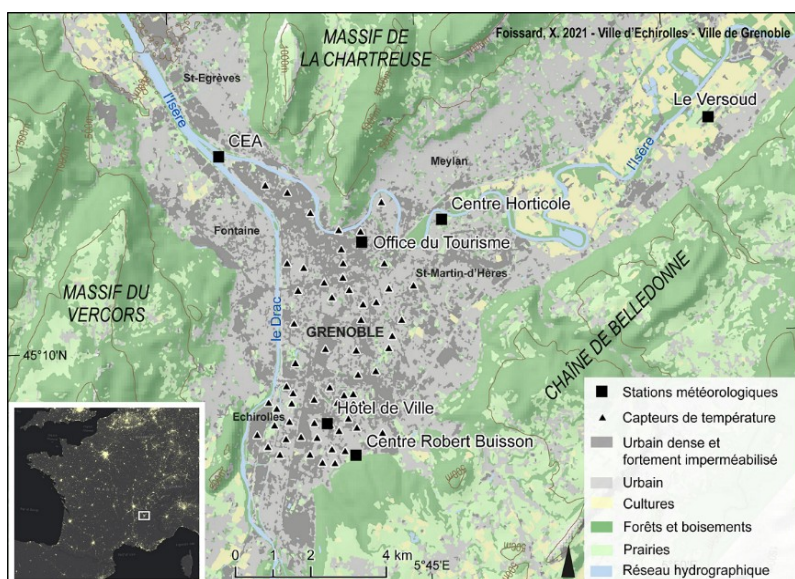 Foissard, X. 2021 - Ville d'Echirolles - Ville de Grenoble
MASSIF DE
LA CHARTREUSE
St-Egrèves
l'Isère
CEA
Le Versoud
Meylan
l'Isère
Centre Horticole
Fontaine
Office du Tourisme
St-Martin-d'Hères
MASSIF DU
VERCORS
le Drac
GRENOBLE
CHAÎNE DE BELLEDONNE
45°10'N
Echirolles
Hôtel de Ville
Centre Robert Buisson
Stations météorologiques
Capteurs de température
Urbain dense et
fortement imperméabilisé
Urbain
Cultures
Forêts et boisements
Prairies
Réseau hydrographique
0 2 4 km
5°45'E